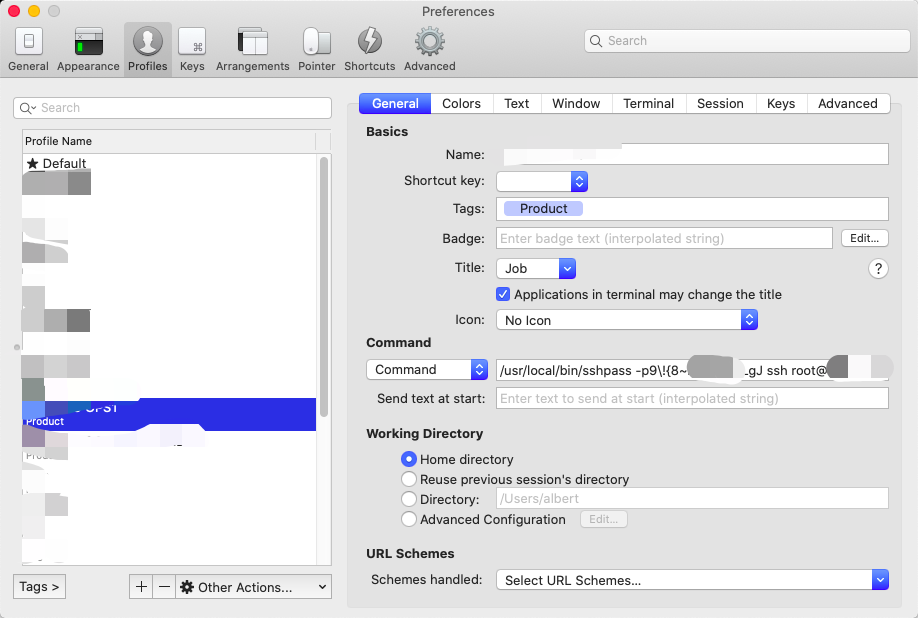 Preferences
General Appearance Profiles Keys Arrangements Pointer Shortcuts Advanced
Search
Search
Profile Name
★ Default
Product
Tags >
+ − Other Actions...
General Colors Text Window Terminal Session Keys Advanced
Basics
Name:
Shortcut key:
Tags: Product
Badge: Enter badge text (interpolated string) Edit...
Title: Job ?
Applications in terminal may change the title
Icon: No Icon
Command
Command /usr/local/bin/sshpass -p9\!{8~ LgJ ssh root@
Send text at start: Enter text to send at start (interpolated string)
Working Directory
Home directory
Reuse previous session's directory
Directory: /Users/albert
Advanced Configuration Edit...
URL Schemes
Schemes handled: Select URL Schemes...